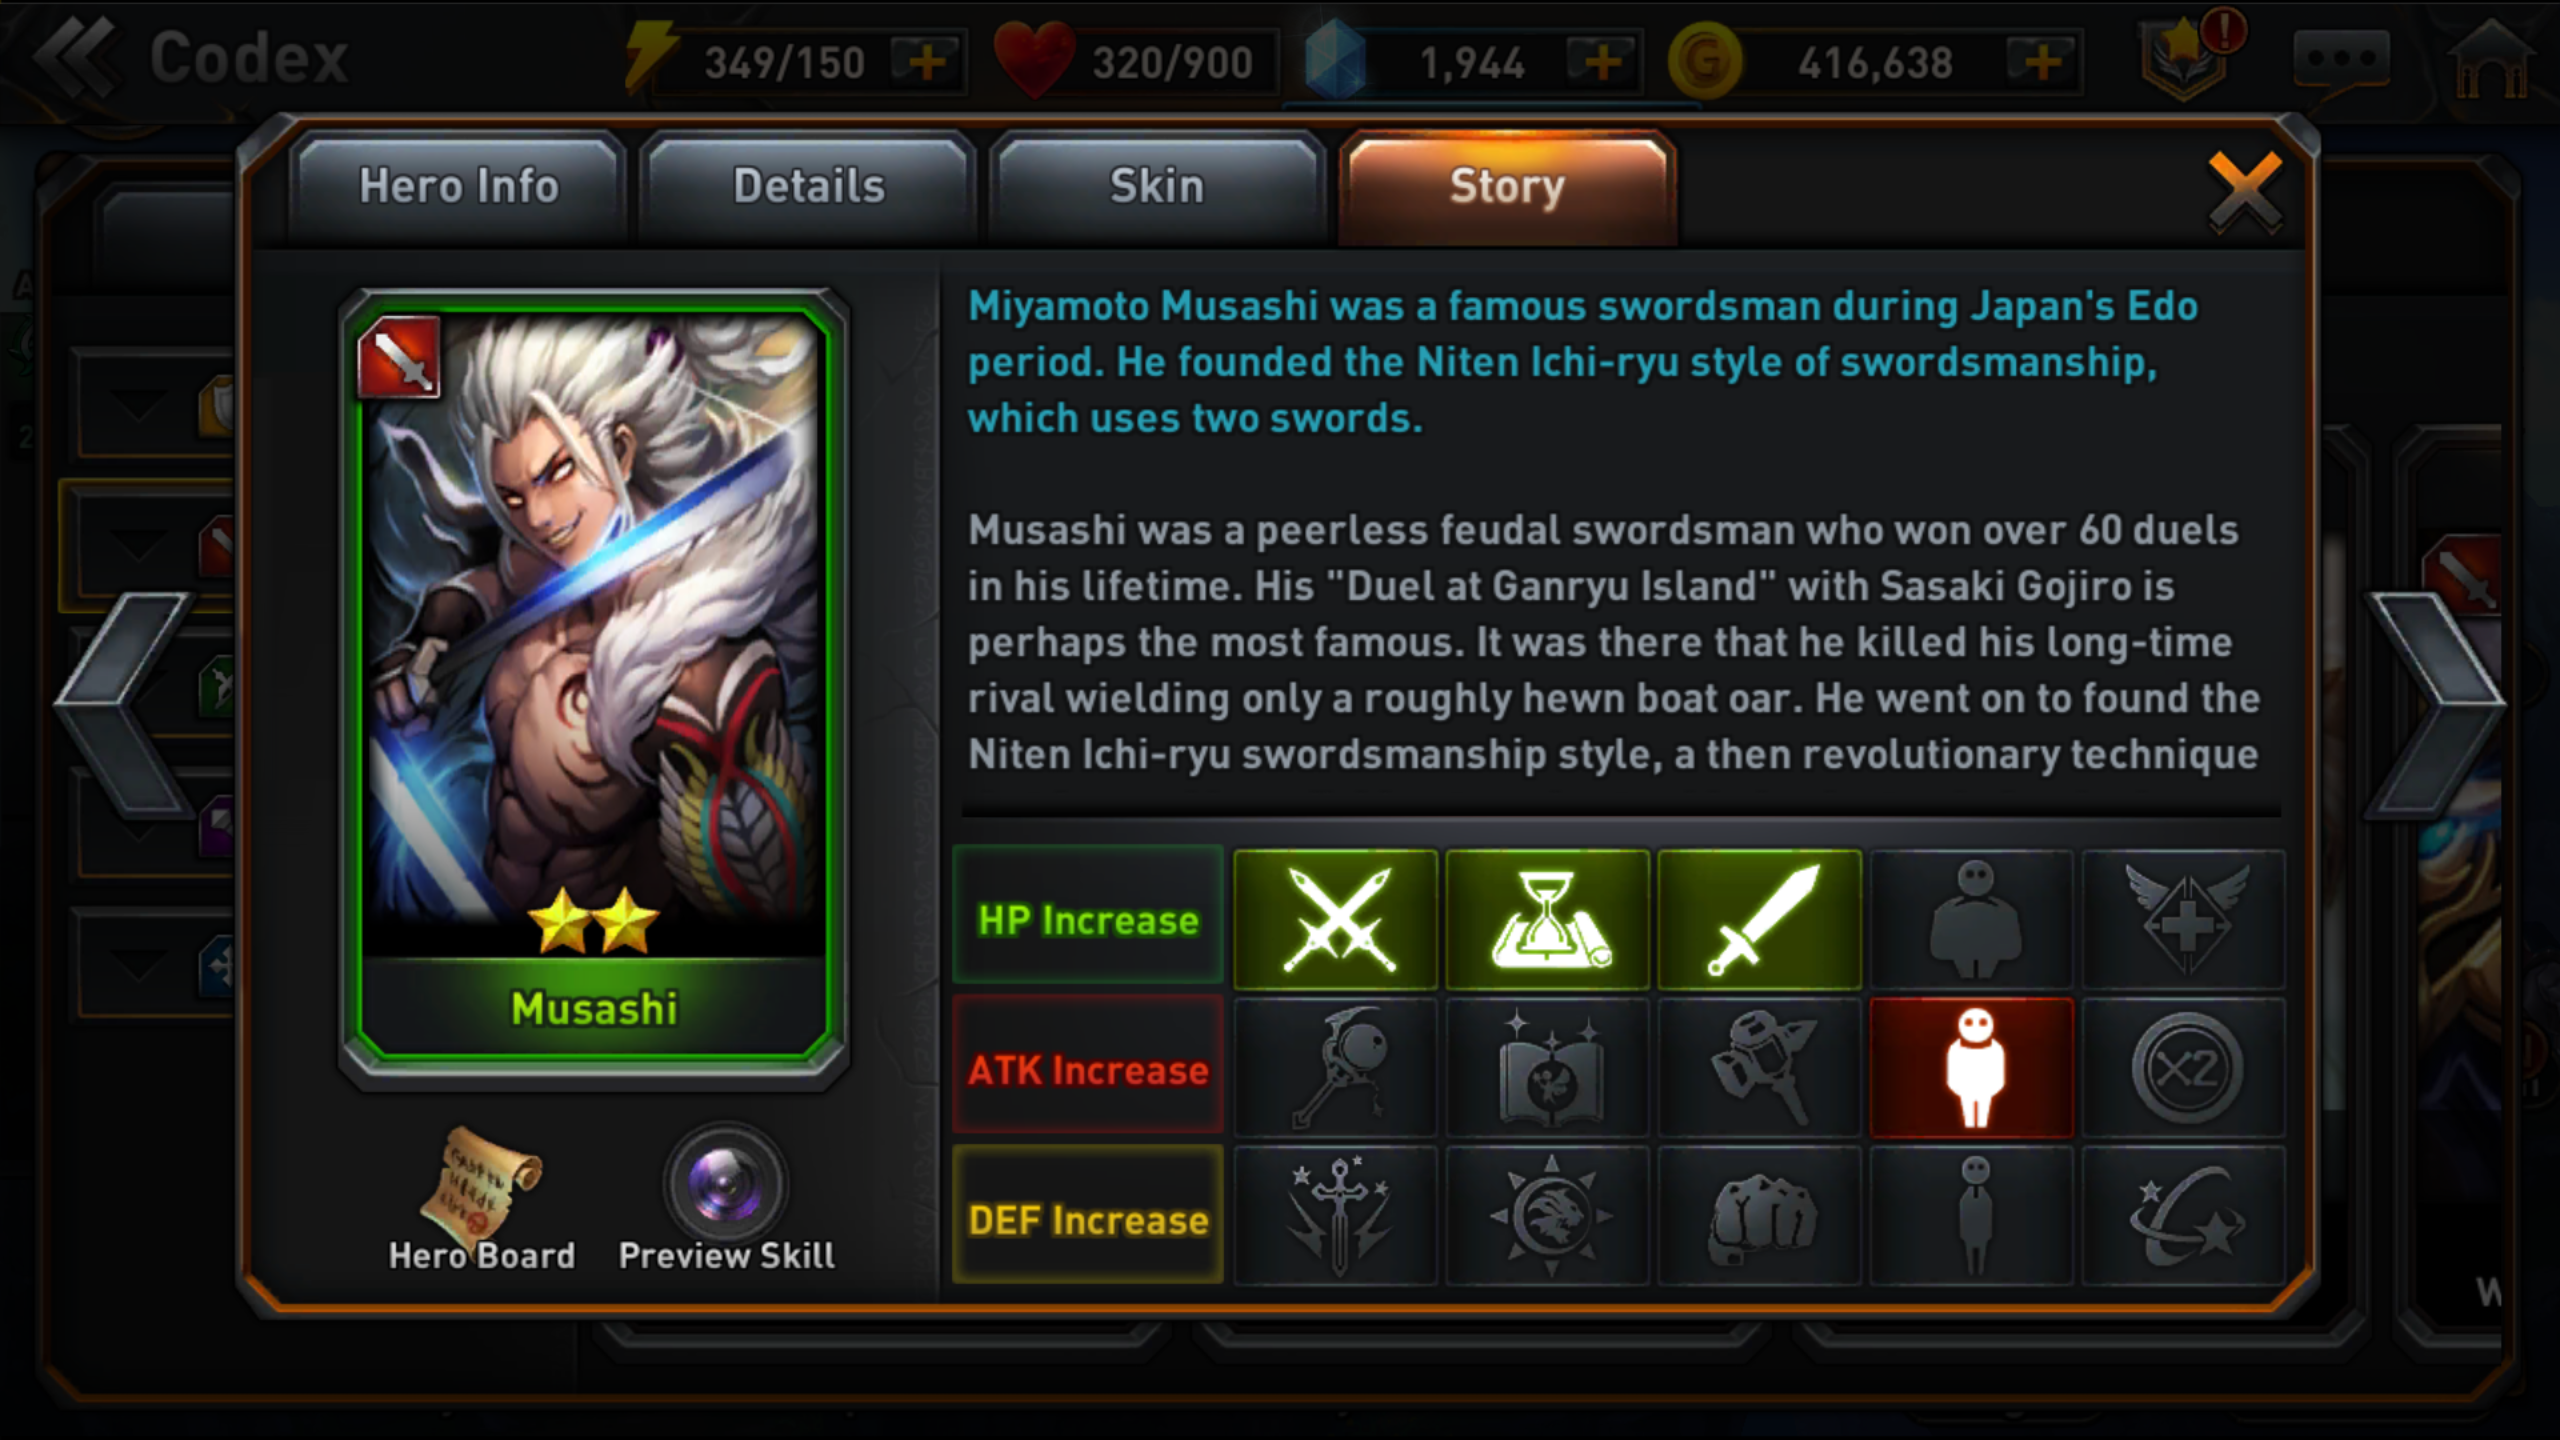 Codex
349/150
320/900
1,944
416,638
Hero Info
Details
Skin
Story
Miyamoto Musashi was a famous swordsman during Japan's Edo
period. He founded the Niten Ichi-ryu style of swordsmanship,
which uses two swords.
Musashi was a peerless feudal swordsman who won over 60 duels
in his lifetime. His "Duel at Ganryu Island" with Sasaki Gojiro is
perhaps the most famous. It was there that he killed his long-time
rival wielding only a roughly hewn boat oar. He went on to found the
Niten Ichi-ryu swordsmanship style, a then revolutionary technique
Musashi
Hero Board
Preview Skill
HP Increase
ATK Increase
X2
DEF Increase